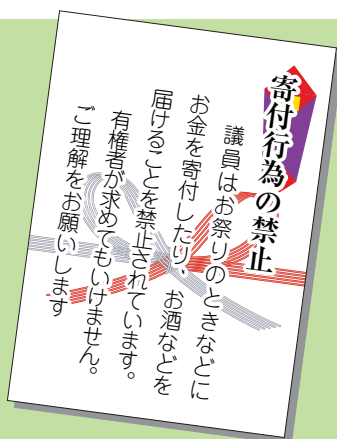 寄付行為の禁止
議員はお祭りのときなどに
お金を寄付したり、お酒などを
届けることを禁止されています。
有権者が求めてもいけません。
ご理解をお願いします